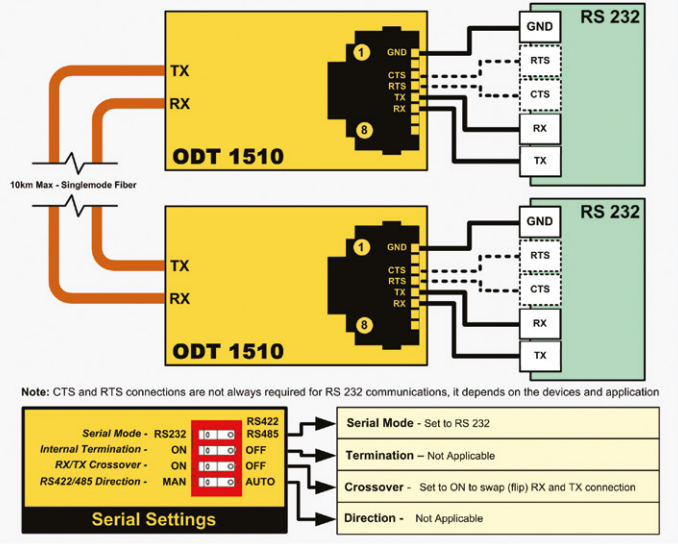 RS 232
GND
TX
RX
1
GND
CTS
RTS
TX
RX
8
ODT 1510
RTS
CTS
RX
TX
10km Max - Singlemode Fiber
RS 232
GND
TX
RX
1
GND
CTS
RTS
TX
RX
8
ODT 1510
RTS
CTS
RX
TX
Note: CTS and RTS connections are not always required for RS 232 communications, it depends on the devices and application
RS422
Serial Mode - RS232 RS485
Internal Termination - ON OFF
RX/TX Crossover - ON OFF
RS422/485 Direction - MAN AUTO
Serial Settings
Serial Mode - Set to RS 232
Termination – Not Applicable
Crossover - Set to ON to swap (flip) RX and TX connection
Direction - Not Applicable